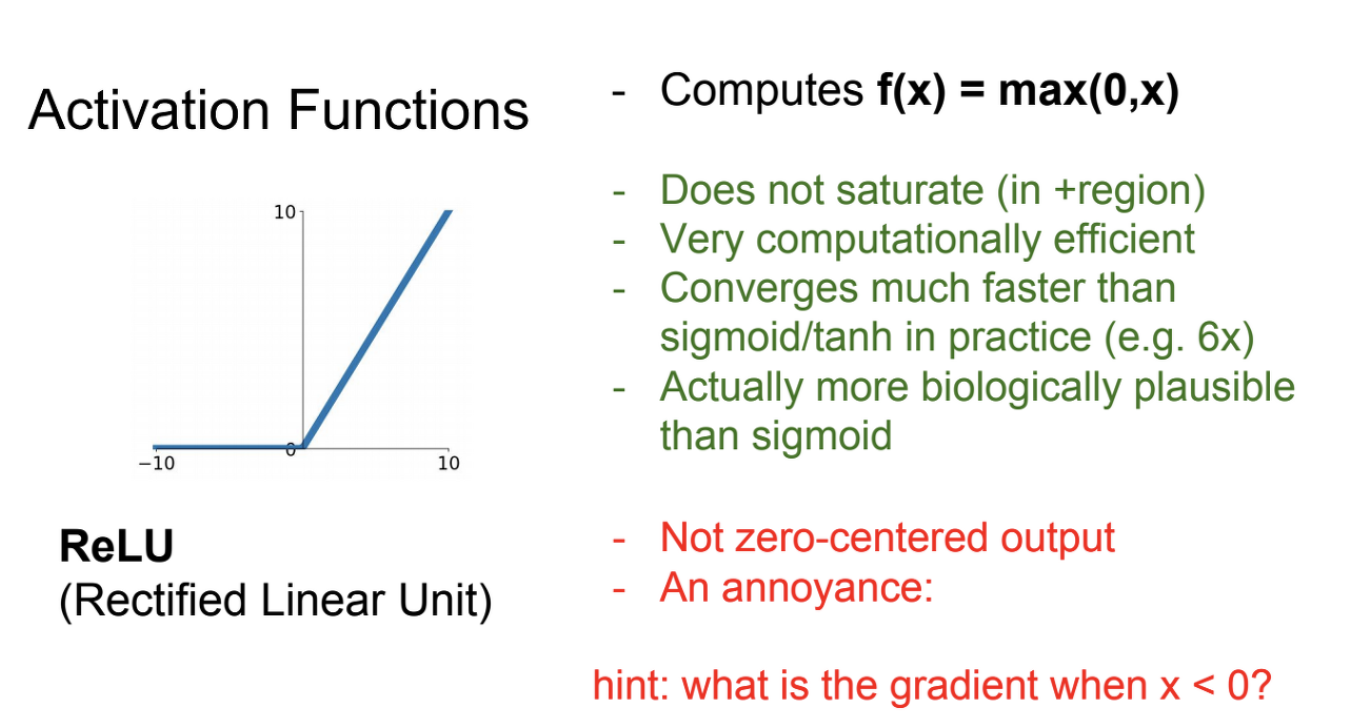 Activation Functions
10
0
−10
10
ReLU
(Rectified Linear Unit)
- Computes f(x) = max(0,x)
- Does not saturate (in +region)
- Very computationally efficient
- Converges much faster than
sigmoid/tanh in practice (e.g. 6x)
- Actually more biologically plausible
than sigmoid
- Not zero-centered output
- An annoyance:
hint: what is the gradient when x < 0?